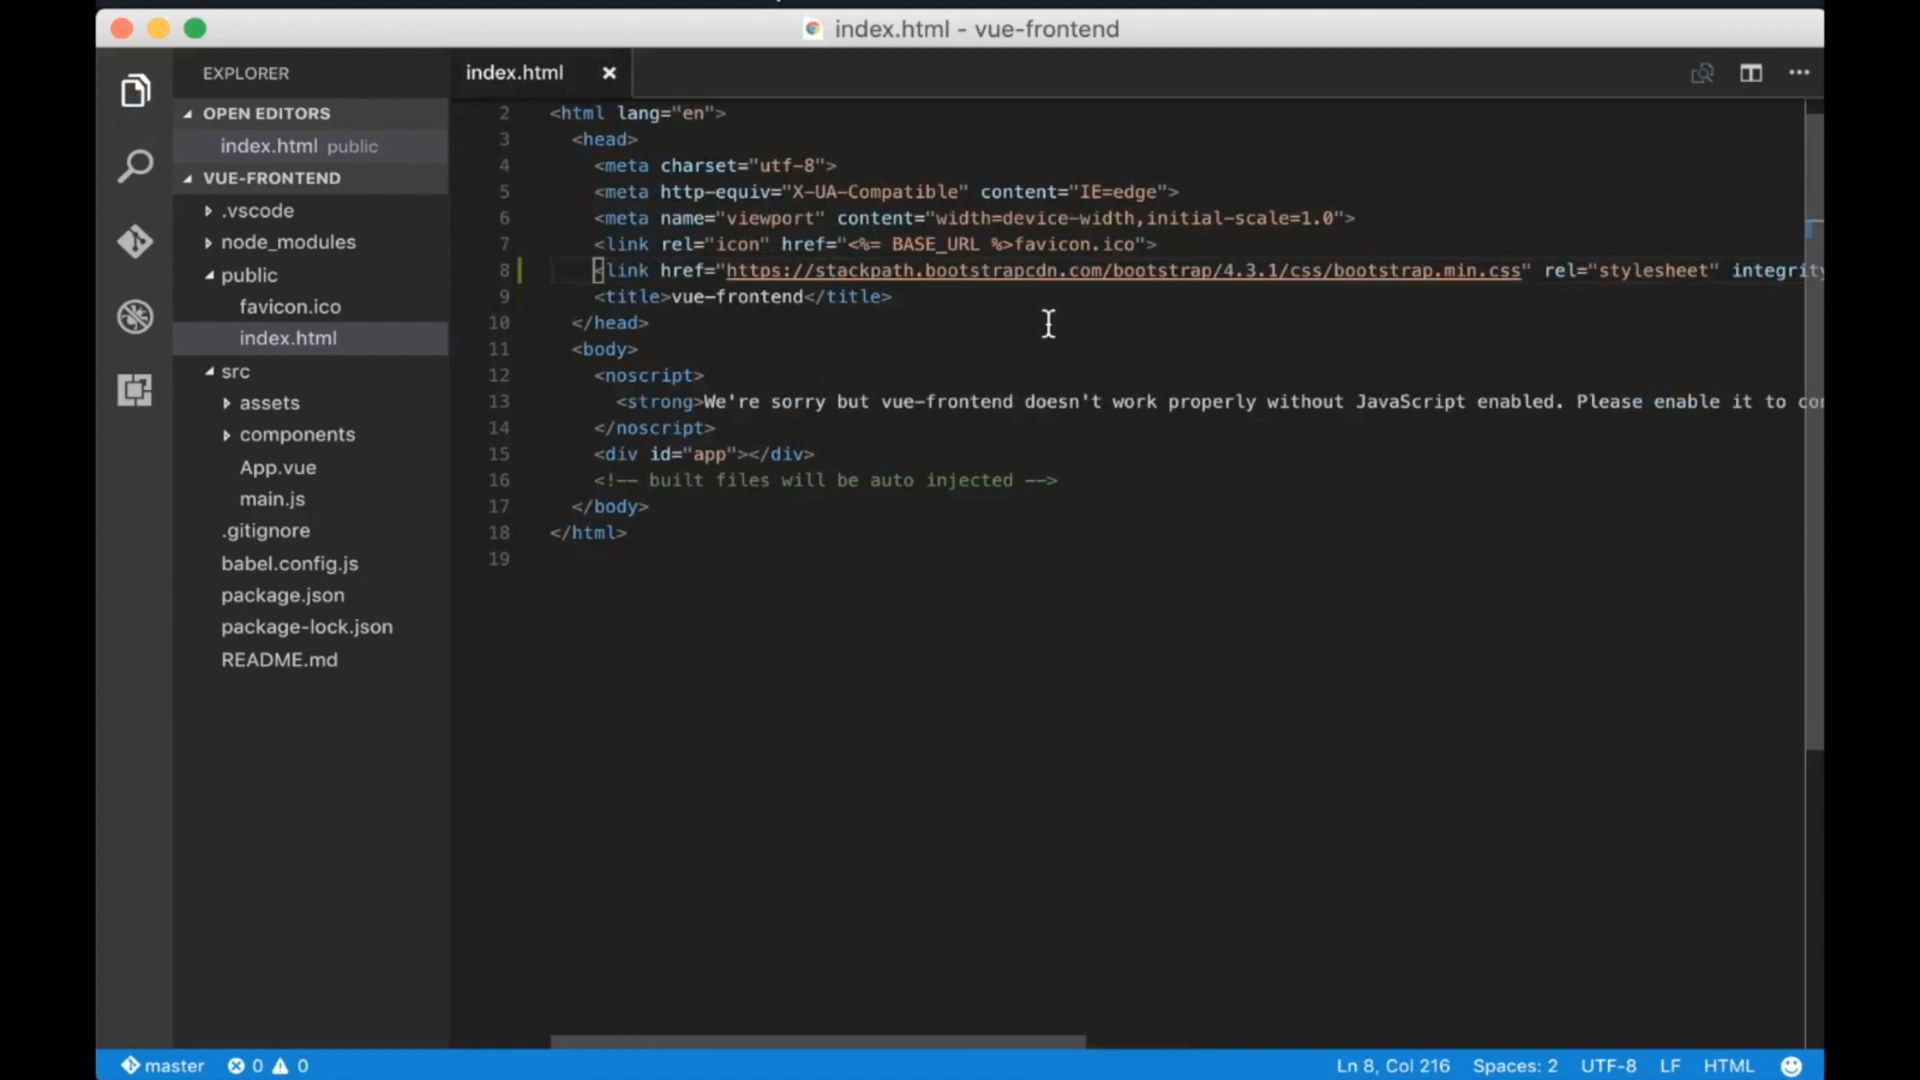 index.html - vue-frontend
EXPLORER
OPEN EDITORS
index.html public
VUE-FRONTEND
.vscode
node_modules
public
favicon.ico
index.html
src
assets
components
App.vue
main.js
.gitignore
babel.config.js
package.json
package-lock.json
README.md
index.html
2 <html lang="en">
3 <head>
4 <meta charset="utf-8">
5 <meta http-equiv="X-UA-Compatible" content="IE=edge">
6 <meta name="viewport" content="width=device-width,initial-scale=1.0">
7 <link rel="icon" href="<%= BASE_URL %>favicon.ico">
8 <link href="https://stackpath.bootstrapcdn.com/bootstrap/4.3.1/css/bootstrap.min.css" rel="stylesheet" integrity
9 <title>vue-frontend</title>
10 </head>
11 <body>
12 <noscript>
13 <strong>We're sorry but vue-frontend doesn't work properly without JavaScript enabled. Please enable it to
14 </noscript>
15 <div id="app"></div>
16 <!-- built files will be auto injected -->
17 </body>
18 </html>
19
master 0 0
Ln 8, Col 216 Spaces: 2 UTF-8 LF HTML